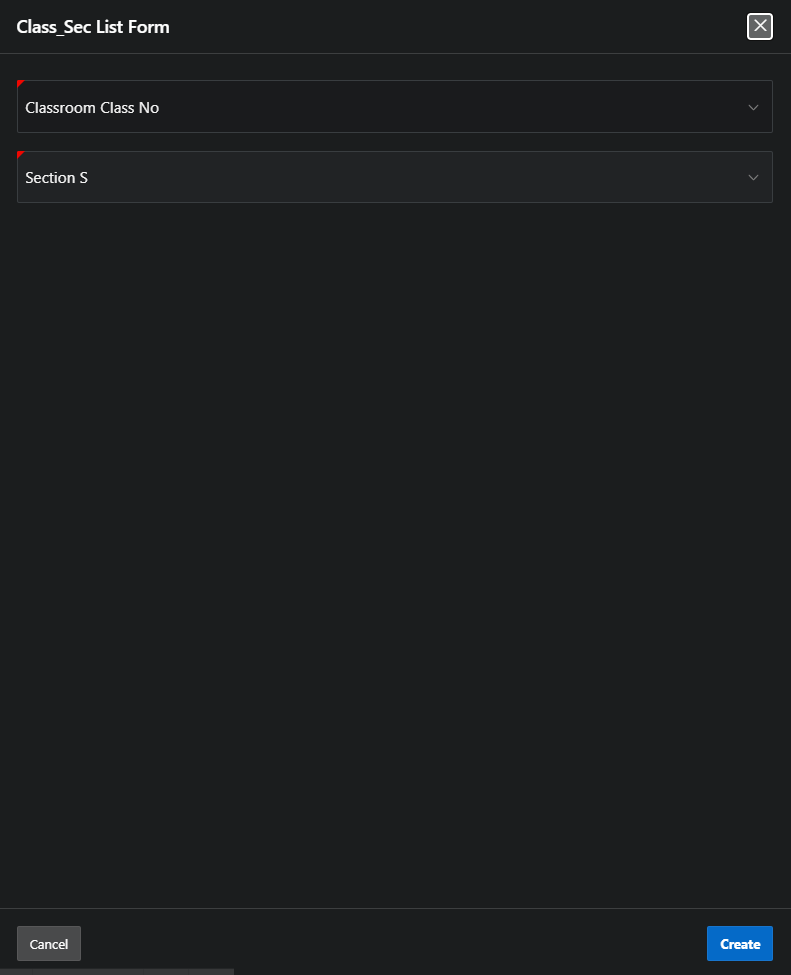 Class_Sec List Form
Classroom Class No
Section S
Cancel
Create